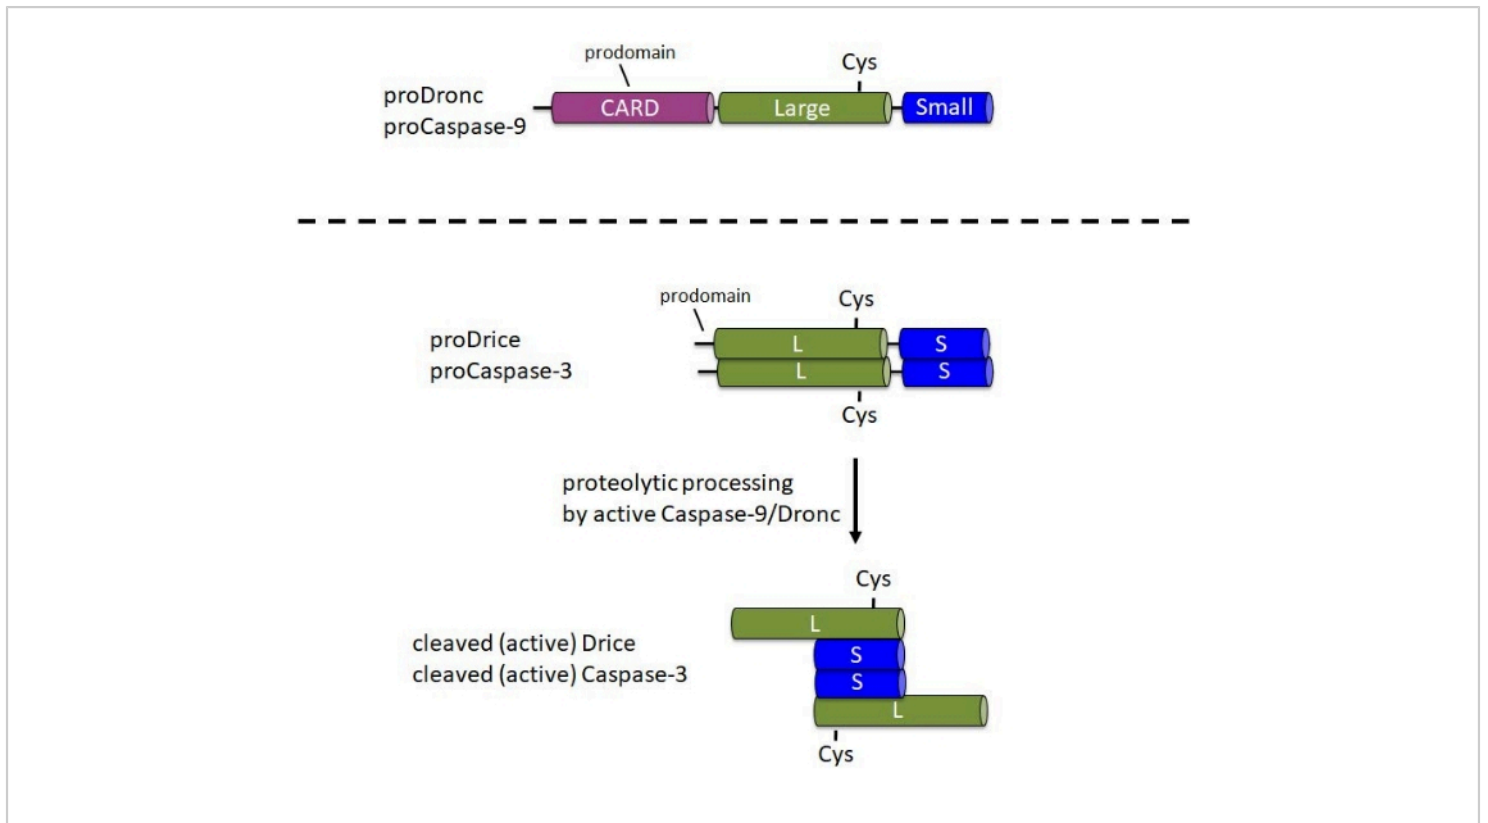 prodomain
Cys
proDronc
proCaspase-9
CARD
Large
Small
prodomain
Cys
proDrice
proCaspase-3
L
S
L
S
Cys
proteolytic processing
by active Caspase-9/Dronc
Cys
L
cleaved (active) Drice
cleaved (active) Caspase-3
S
S
L
Cys